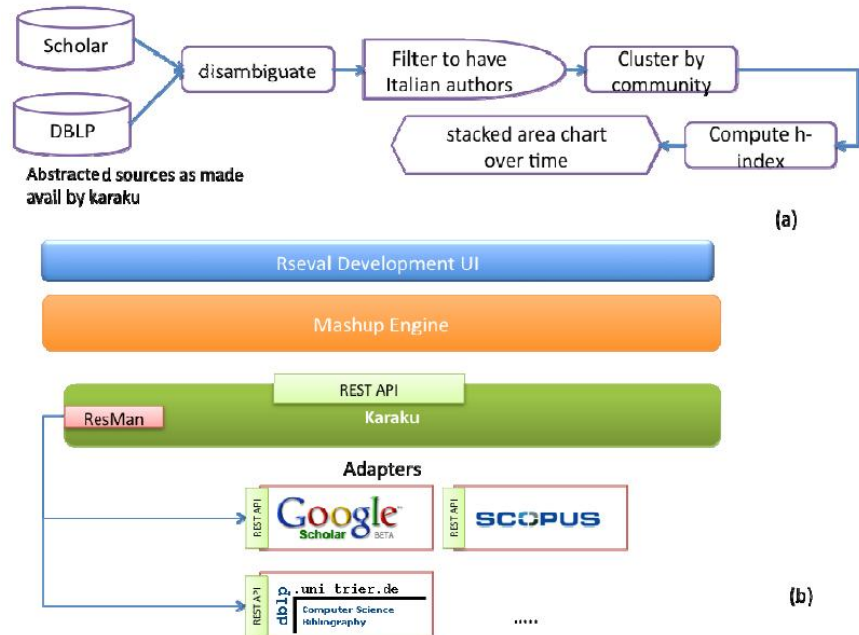 Scholar
DBLP
disambiguate
Filter to have
Italian authors
Cluster by
community
stacked area chart
over time
Compute h-
index
Abstracted sources as made
avail by karaku
(a)
Rseval Development UI
Mashup Engine
REST API
ResMan
Karaku
Adapters
REST API
Google
Scholar BETA
REST API
SCOPUS
REST API
dblp
.uni trier.de
Computer Science
Bibliography
.....
(b)